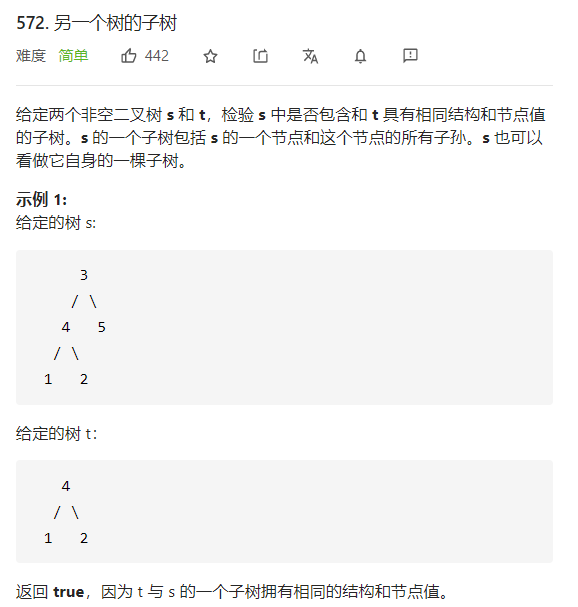 572. 另一个树的子树
难度 简单 442
给定两个非空二叉树 s 和 t，检验 s 中是否包含和 t 具有相同结构和节点值
的子树。s 的一个子树包括 s 的一个节点和这个节点的所有子孙。s 也可以
看做它自身的一棵子树。
示例 1:
给定的树 s:
3
/ \
4 5
/ \
1 2
给定的树 t：
4
/ \
1 2
返回 true，因为 t 与 s 的一个子树拥有相同的结构和节点值。